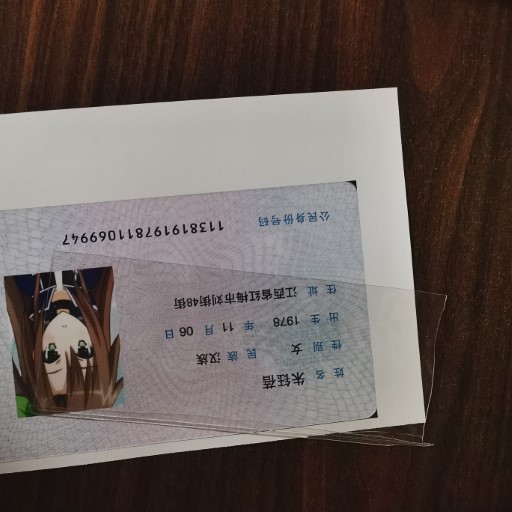 姓名 朱钰蓓
性别 女 民族 汉族
出生 1978 年 11 月 06 日
住址 江西省红梅市刘街48街
公民身份号码 113819197811069947